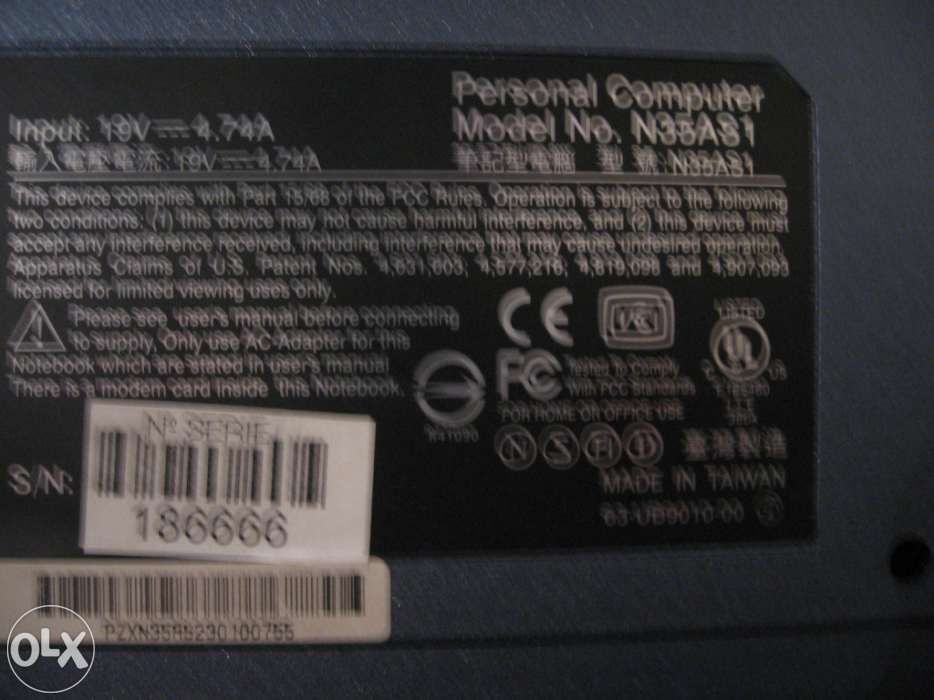 Personal Computer
Input: 19V 4.74A
Model No. N35AS1
輸入電壓電流: 19V 4.74A
筆記型電腦 型號: N35AS1
This device complies with Part 15/68 of the FCC Rules. Operation is subject to the following
two conditions: (1) this device may not cause harmful interference, and (2) this device must
accept any interference received, including interference that may cause undesired operation.
Apparatus Claims of U.S. Patent Nos. 4,631,603; 4,577,216; 4,819,098 and 4,907,093
licensed for limited viewing uses only.
Please see user's manual before connecting
to supply, Only use AC-Adapter for this
Notebook which are stated in user's manual
There is a modem card inside this Notebook.
CE
LISTED
UL
FC
Tested To Comply
With FCC Standards
FOR HOME OR OFFICE USE
N S F D
臺灣製造
MADE IN TAIWAN
63-UB9010-00
S/N:
Nº SERIE
186666
OLX